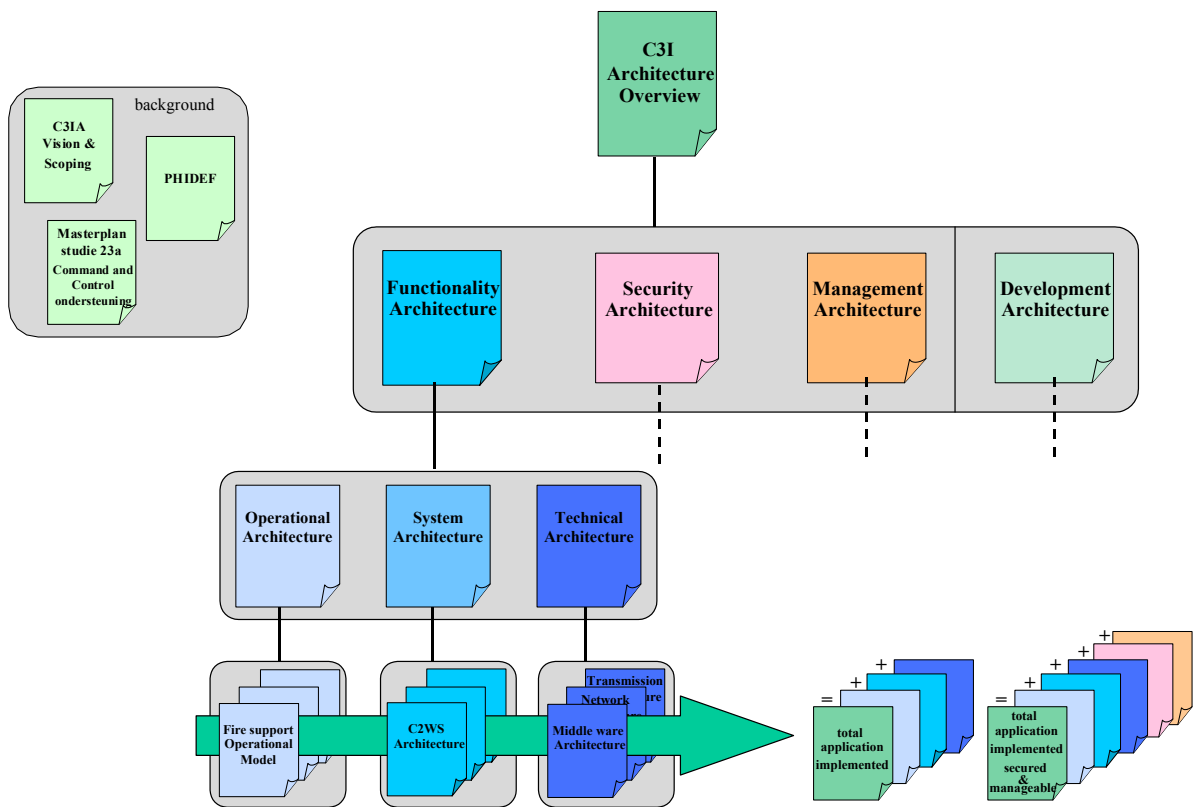 C3I
Architecture
Overview
background
C3IA
Vision &
Scoping
PHIDEF
Masterplan
studie 23a
Command and
Control
ondersteuning
Functionality
Architecture
Security
Architecture
Management
Architecture
Development
Architecture
Operational
Architecture
System
Architecture
Technical
Architecture
Fire support
Operational
Model
C2WS
Architecture
Transmission
Network
Middle ware
Architecture
=
+
+
total
application
implemented
=
+
+
+
+
total
application
implemented
secured
&
manageable